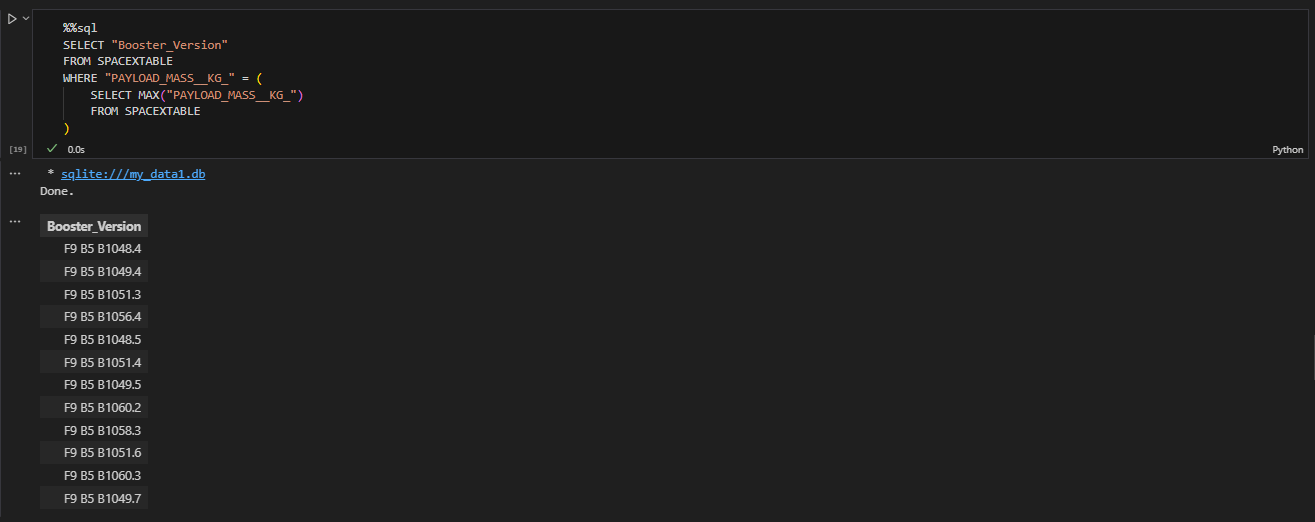 %%sql
SELECT "Booster_Version"
FROM SPACEXTABLE
WHERE "PAYLOAD_MASS__KG_" = (
SELECT MAX("PAYLOAD_MASS__KG_")
FROM SPACEXTABLE
)
[19] 0.0s Python
* sqlite:///my_data1.db
Done.
Booster_Version
F9 B5 B1048.4
F9 B5 B1049.4
F9 B5 B1051.3
F9 B5 B1056.4
F9 B5 B1048.5
F9 B5 B1051.4
F9 B5 B1049.5
F9 B5 B1060.2
F9 B5 B1058.3
F9 B5 B1051.6
F9 B5 B1060.3
F9 B5 B1049.7